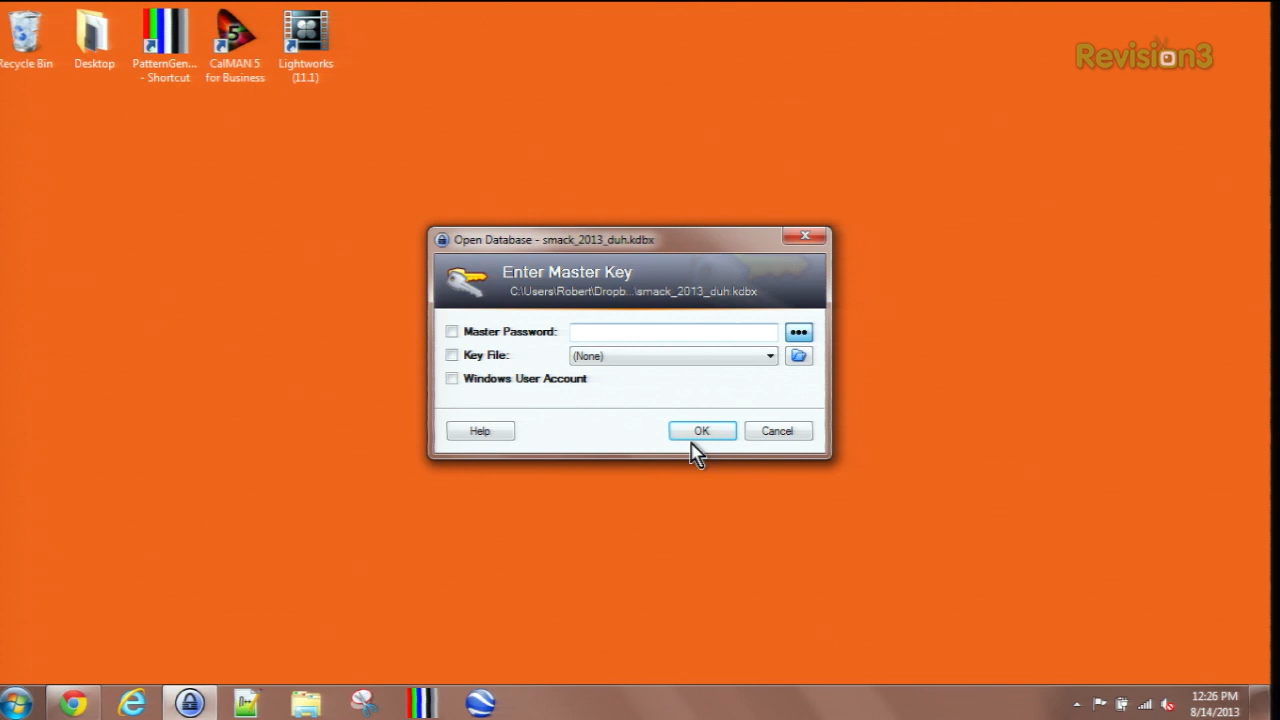 Recycle Bin
Desktop
PatternGen...
- Shortcut
5
CalMAN 5
for Business
Lightworks
(11.1)
Revision3
Open Database - smack_2013_duh.kdbx
Enter Master Key
C:\Users\Robert\Dropb...\smack_2013_duh.kdbx
Master Password:
Key File:
(None)
Windows User Account
Help
OK
Cancel
12:26 PM
8/14/2013